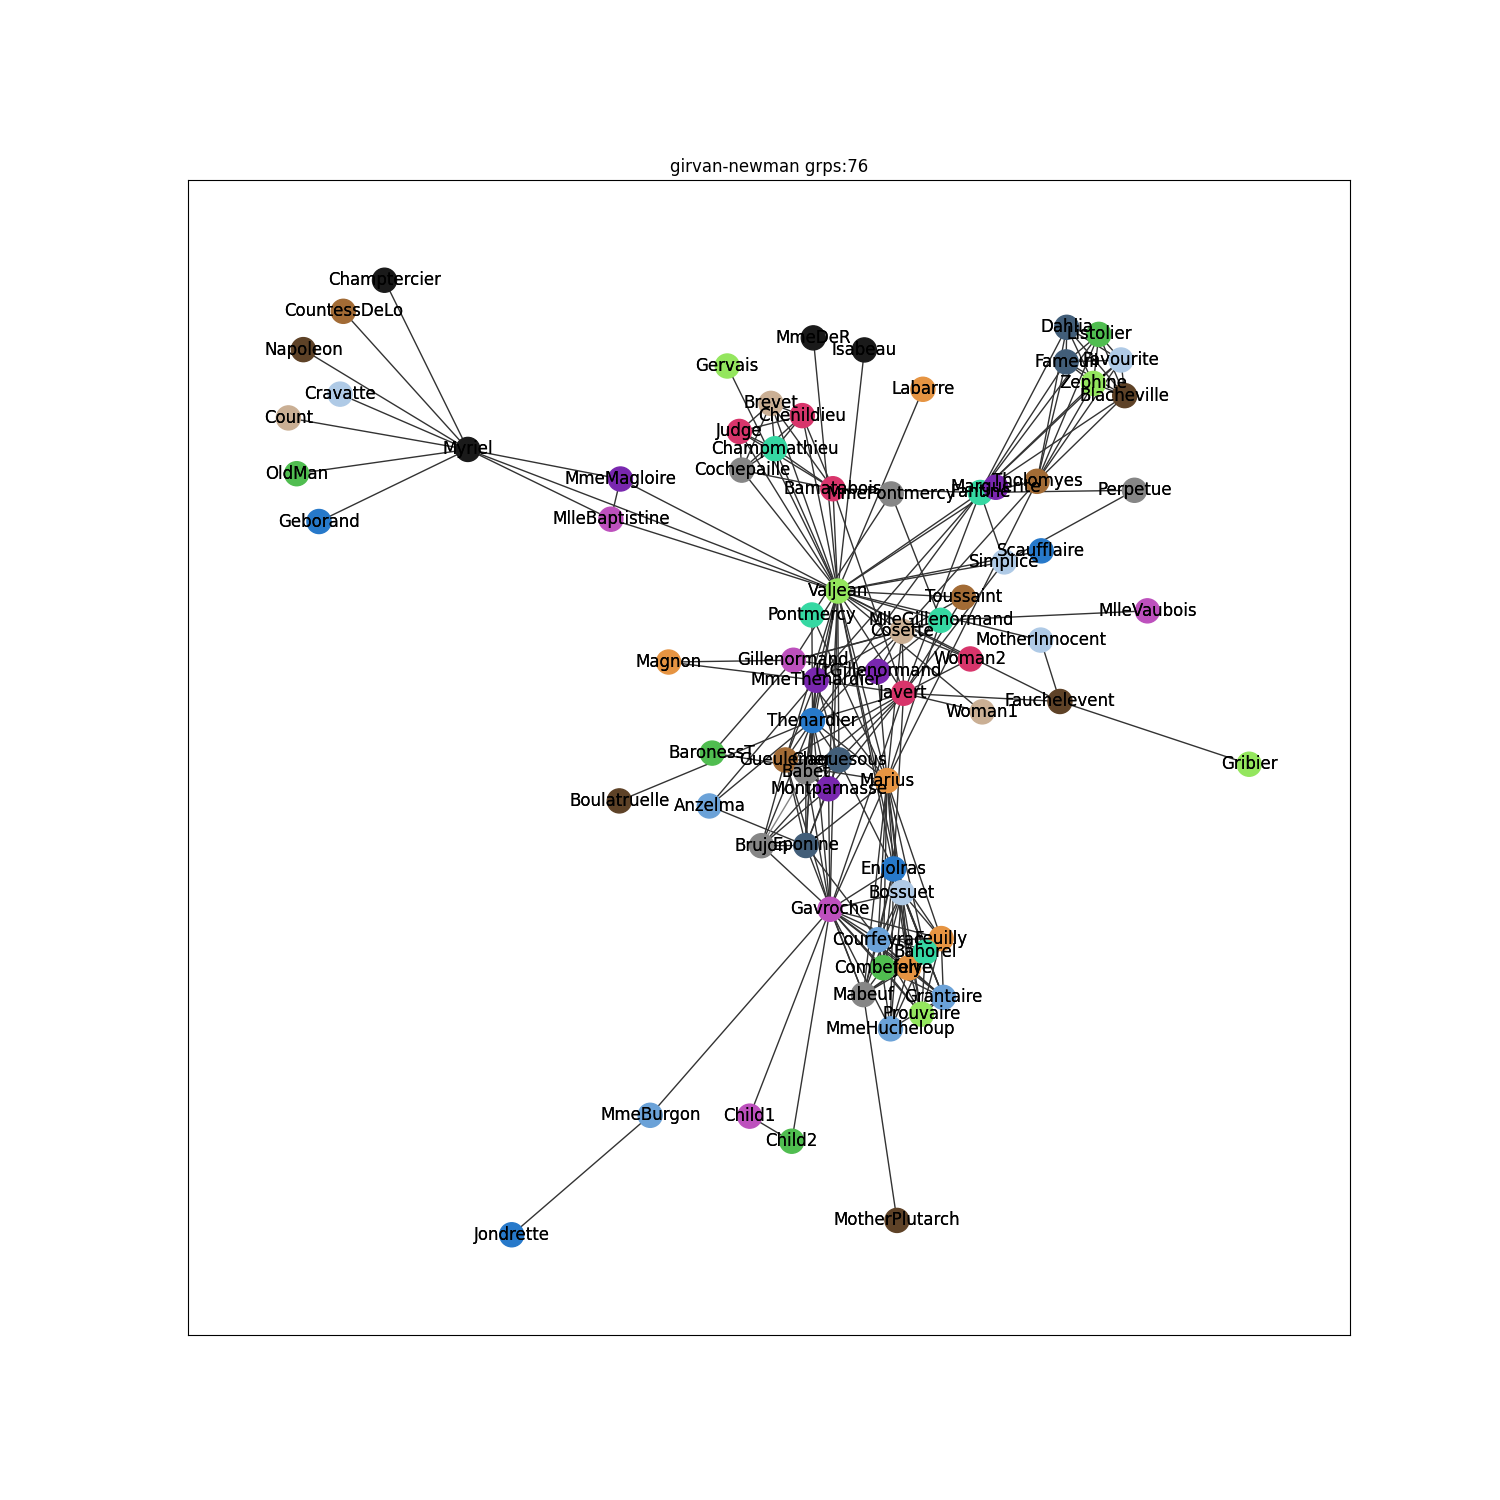 girvan-newman grps:76
Champtercier
CountessDeLo
Napoleon
Cravatte
Count
Myriel
OldMan
Geborand
MmeMagloire
MlleBaptistine
MmeDeR
Isabeau
Gervais
Labarre
Brevet
Chenildieu
Judge
Champmathieu
Cochepaille
Bamatabois
MmePontmercy
Dahlia
Listolier
Fameuil
Favourite
Zephine
Blacheville
Tholomyes
Marguerite
Fantine
Perpetue
Scaufflaire
Simplice
Valjean
Toussaint
Pontmercy
MlleGillenormand
MlleVaubois
Cosette
MotherInnocent
Gillenormand
Magnon
Woman2
LtGillenormand
MmeThenardier
Javert
Fauchelevent
Woman1
Thenardier
BaronessT
Gueulemer
Claquesous
Gribier
Babet
Marius
Montparnasse
Boulatruelle
Anzelma
Brujon
Eponine
Enjolras
Bossuet
Gavroche
Courfeyrac
Feuilly
Bahorel
Combeferre
Joly
Mabeuf
Grantaire
Prouvaire
MmeHucheloup
MmeBurgon
Child1
Child2
MotherPlutarch
Jondrette